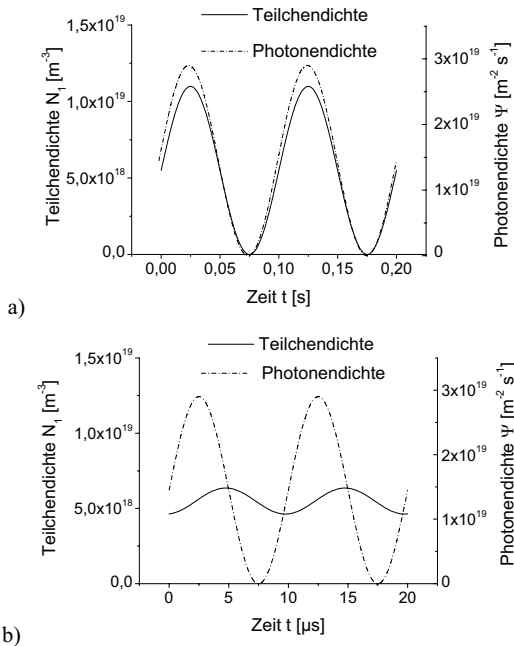 Teilchendichte
Photonendichte
Teilchendichte N₁ [m⁻³]
1,5x10¹⁹
1,0x10¹⁹
5,0x10¹⁸
0,0
3x10¹⁹
2x10¹⁹
1x10¹⁹
0
Photonendichte Ψ [m⁻² s⁻¹]
0,00 0,05 0,10 0,15 0,20
Zeit t [s]
a)
Teilchendichte
Photonendichte
Teilchendichte N₁ [m⁻³]
1,5x10¹⁹
1,0x10¹⁹
5,0x10¹⁸
0,0
3x10¹⁹
2x10¹⁹
1x10¹⁹
0
Photonendichte Ψ [m⁻² s⁻¹]
0 5 10 15 20
Zeit t [µs]
b)